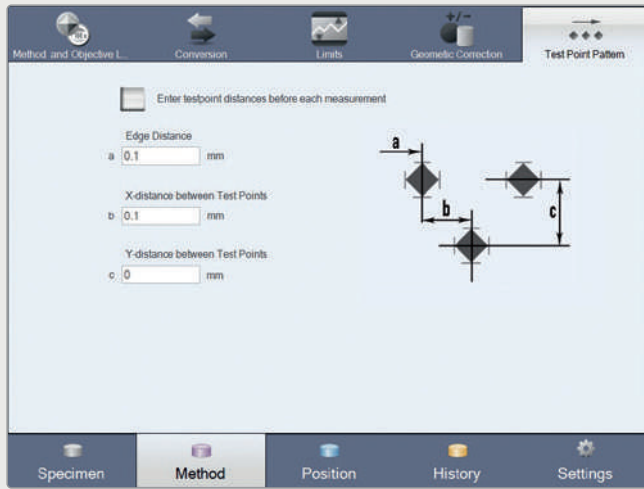 +/-
Method and Objective L... Conversion Limits Geometic Correction Test Point Pattern
Enter testpoint distances before each measurement
Edge Distance
a 0.1 mm
X-distance between Test Points
b 0.1 mm
Y-distance between Test Points
c 0 mm
a
b
c
Specimen Method Position History Settings